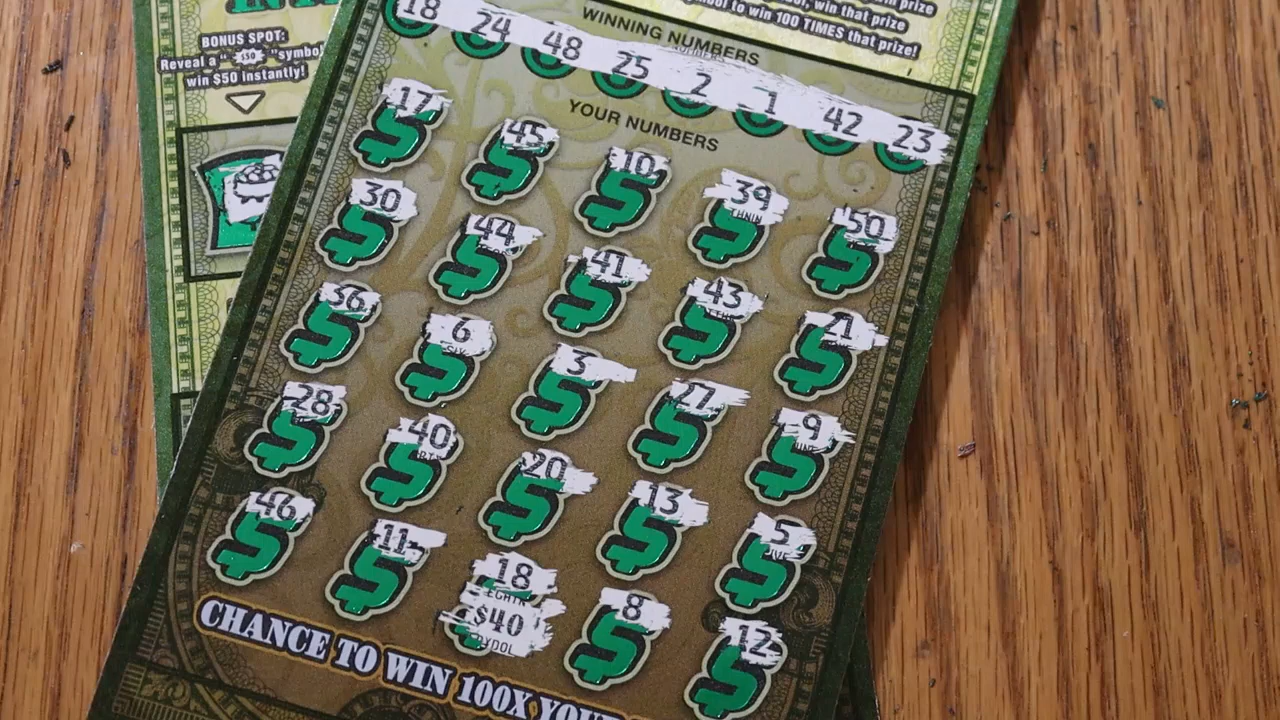 BONUS SPOT:
Reveal a "$50" symbol
win $50 instantly!
win that prize
to win 100 TIMES that prize!
WINNING NUMBERS
18 24 48 25 2 1 42 23
YOUR NUMBERS
17 45 10 39 50
30 44 41 43 21
36 6 3 27 9
28 40 20 13 5
46 11 18 8 12
$40
CHANCE TO WIN 100X YOUR